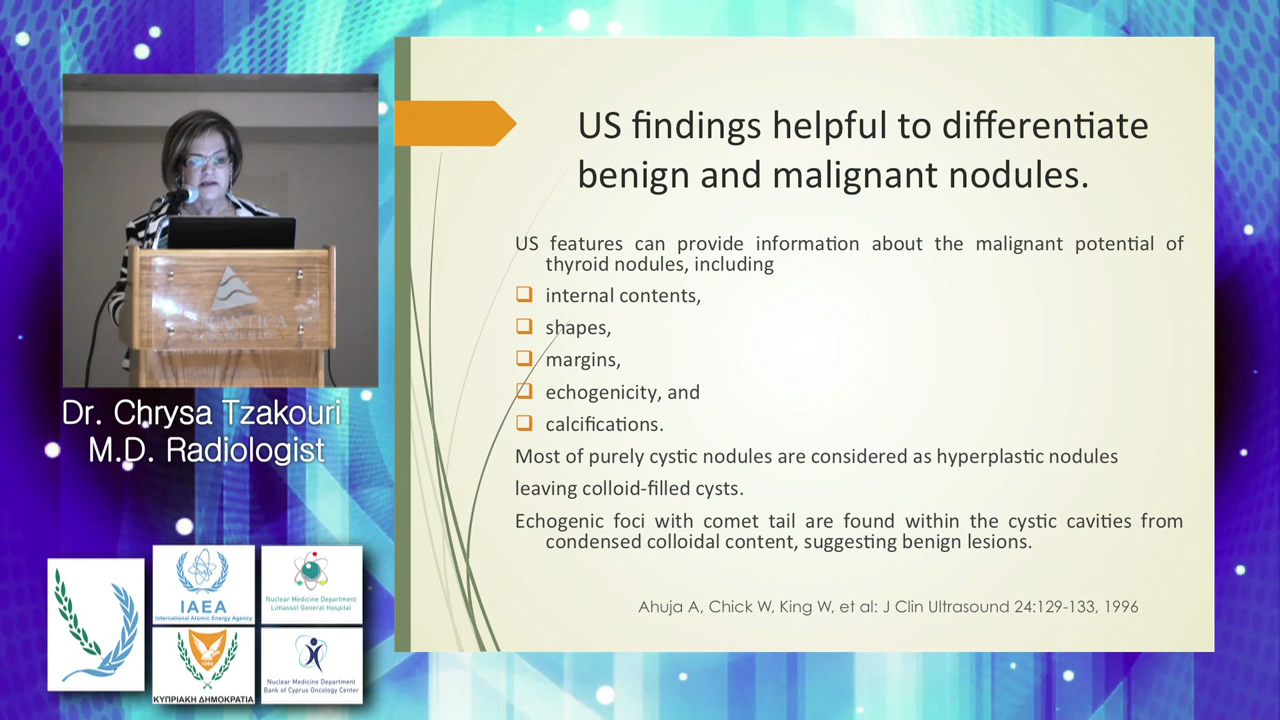 US findings helpful to differentiate
benign and malignant nodules.
US features can provide information about the malignant potential of
thyroid nodules, including
internal contents,
shapes,
margins,
echogenicity, and
calcifications.
Most of purely cystic nodules are considered as hyperplastic nodules
leaving colloid-filled cysts.
Echogenic foci with comet tail are found within the cystic cavities from
condensed colloidal content, suggesting benign lesions.
Ahuja A, Chick W, King W, et al: J Clin Ultrasound 24:129-133, 1996
Dr. Chrysa Tzakouri
M.D. Radiologist
IAEA
International Atomic Energy Agency
Nuclear Medicine Department
Limassol General Hospital
ΚΥΠΡΙΑΚΗ ΔΗΜΟΚΡΑΤΙΑ
Nuclear Medicine Department
Bank of Cyprus Oncology Center